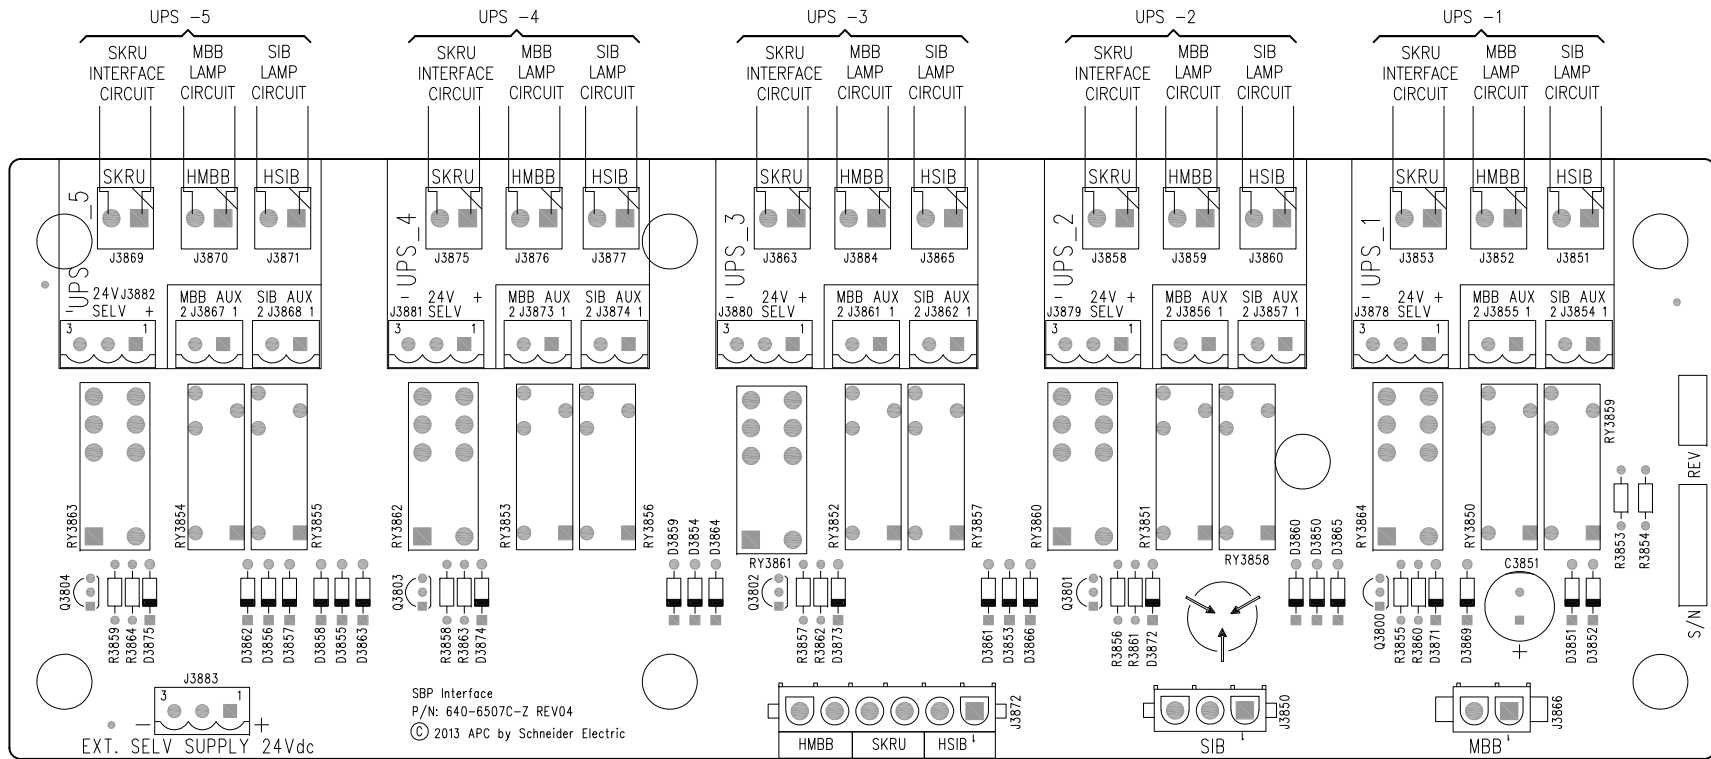 UPS -5 UPS -4 UPS -3 UPS -2 UPS -1
SKRU INTERFACE CIRCUIT MBB LAMP CIRCUIT SIB LAMP CIRCUIT
SKRU INTERFACE CIRCUIT MBB LAMP CIRCUIT SIB LAMP CIRCUIT
SKRU INTERFACE CIRCUIT MBB LAMP CIRCUIT SIB LAMP CIRCUIT
SKRU INTERFACE CIRCUIT MBB LAMP CIRCUIT SIB LAMP CIRCUIT
SKRU INTERFACE CIRCUIT MBB LAMP CIRCUIT SIB LAMP CIRCUIT
SKRU HMBB HSIB SKRU HMBB HSIB SKRU HMBB HSIB SKRU HMBB HSIB SKRU HMBB HSIB
UPS_5 UPS_4 UPS_3 UPS_2 UPS_1
J3869 J3870 J3871 J3875 J3876 J3877 J3863 J3884 J3865 J3858 J3859 J3860 J3853 J3852 J3851
24V J3882 MBB AUX SIB AUX - 24V + MBB AUX SIB AUX - 24V + MBB AUX SIB AUX - 24V + MBB AUX SIB AUX - 24V + MBB AUX SIB AUX
- SELV + 2 J3867 1 2 J3868 1 J3881 SELV 2 J3873 1 2 J3874 1 J3880 SELV 2 J3861 1 2 J3862 1 J3879 SELV 2 J3856 1 2 J3857 1 J3878 SELV 2 J3855 1 2 J3854 1
3 1 3 1 3 1 3 1 3 1
RY3863 RY3854 RY3855 RY3862 RY3853 RY3856 RY3861 RY3852 RY3857 RY3860 RY3851 RY3858 RY3864 RY3850 RY3859
REV
S/N
R3853 R3854
D3859 D3854 D3864
D3860 D3850 D3865
C3851
+
Q3804 R3859 R3864 D3875 D3862 D3856 D3857 D3858 D3855 D3863
Q3803 R3858 R3863 D3874
Q3802 R3857 R3862 D3873 D3861 D3853 D3866
Q3801 R3856 R3861 D3872
Q3800 R3855 R3860 D3871 D3869 D3851 D3852
J3883
3 1
- +
EXT. SELV SUPPLY 24Vdc
SBP Interface
P/N: 640-6507C-Z REV04
© 2013 APC by Schneider Electric
J3872
HMBB SKRU HSIB
J3850
SIB
J3866
MBB